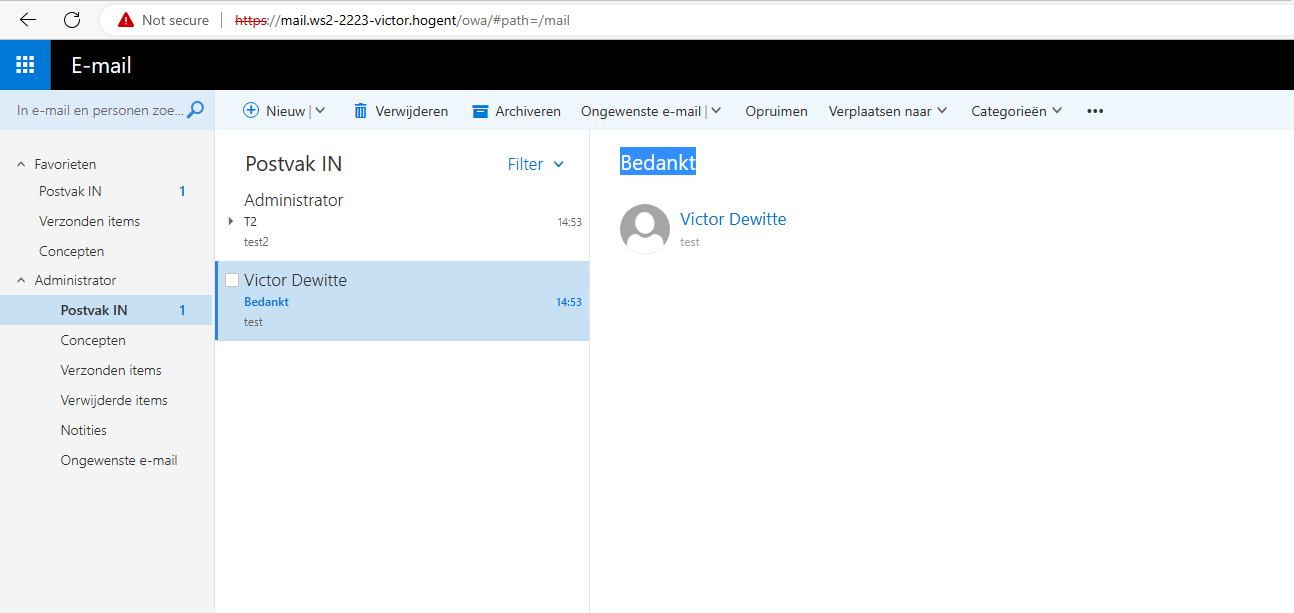 Not secure | https://mail.ws2-2223-victor.hogent/owa/#path=/mail
E-mail
In e-mail en personen zoe...
Nieuw | Verwijderen Archiveren Ongewenste e-mail | Opruimen Verplaatsen naar Categorieën •••
Favorieten
Postvak IN 1
Verzonden items
Concepten
Administrator
Postvak IN 1
Concepten
Verzonden items
Verwijderde items
Notities
Ongewenste e-mail
Postvak IN Filter
Administrator
T2 14:53
test2
Victor Dewitte
Bedankt 14:53
test
Bedankt
Victor Dewitte
test